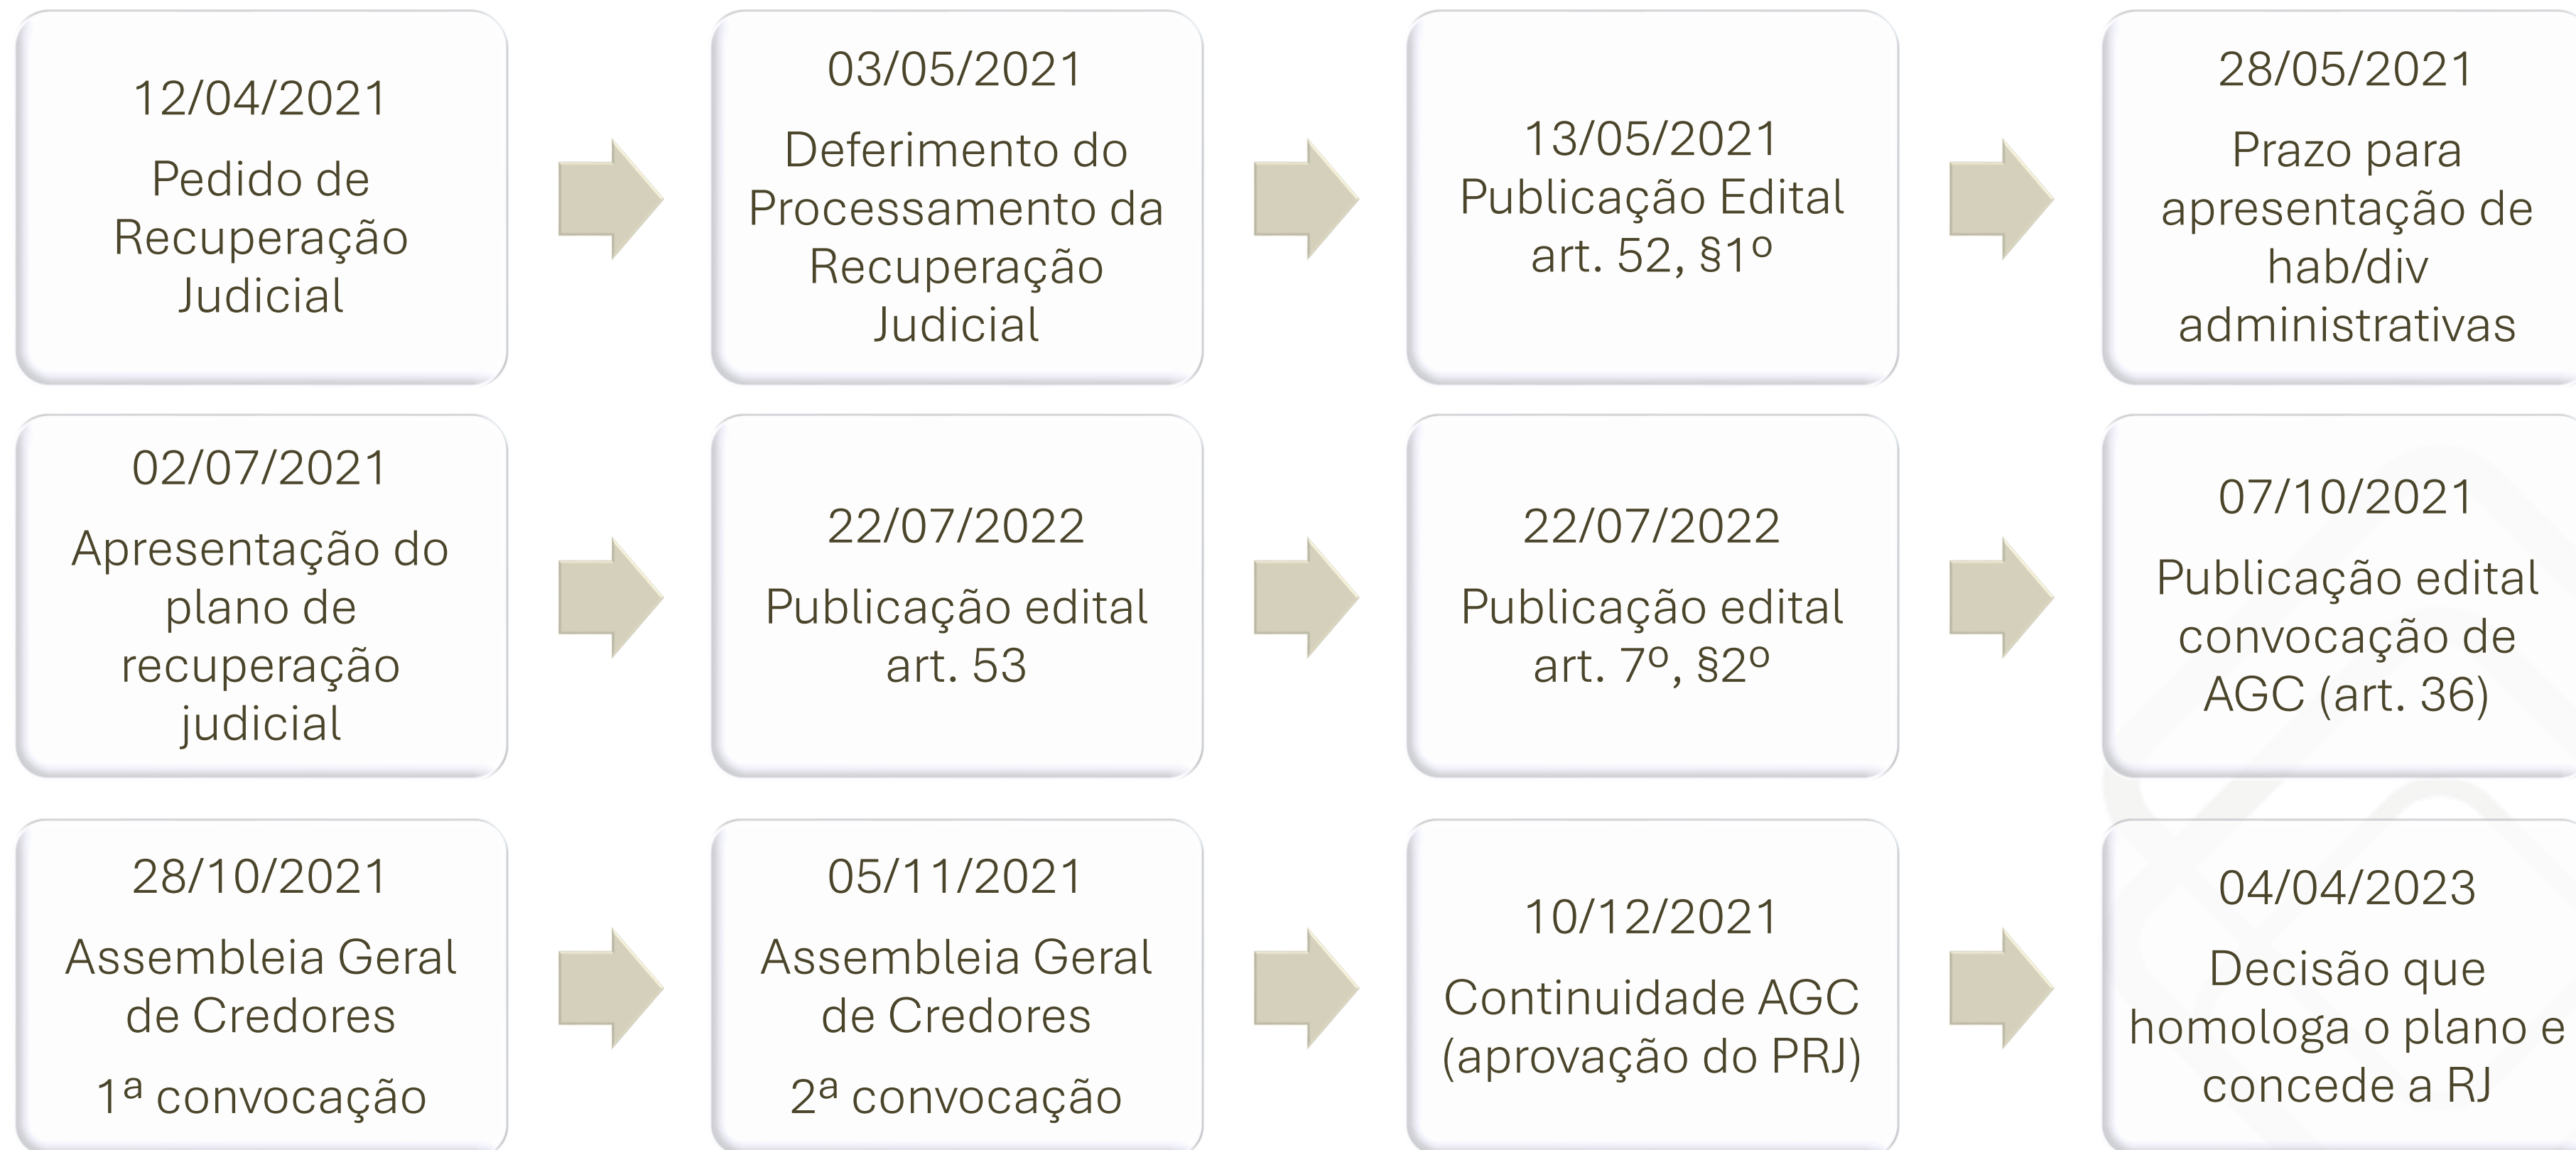 12/04/2021
Pedido de
Recuperação
Judicial
03/05/2021
Deferimento do
Processamento da
Recuperação
Judicial
13/05/2021
Publicação Edital
art. 52, §1º
28/05/2021
Prazo para
apresentação de
hab/div
administrativas
02/07/2021
Apresentação do
plano de
recuperação
judicial
22/07/2022
Publicação edital
art. 53
22/07/2022
Publicação edital
art. 7º, §2º
07/10/2021
Publicação edital
convocação de
AGC (art. 36)
28/10/2021
Assembleia Geral
de Credores
1ª convocação
05/11/2021
Assembleia Geral
de Credores
2ª convocação
10/12/2021
Continuidade AGC
(aprovação do PRJ)
04/04/2023
Decisão que
homologa o plano e
concede a RJ